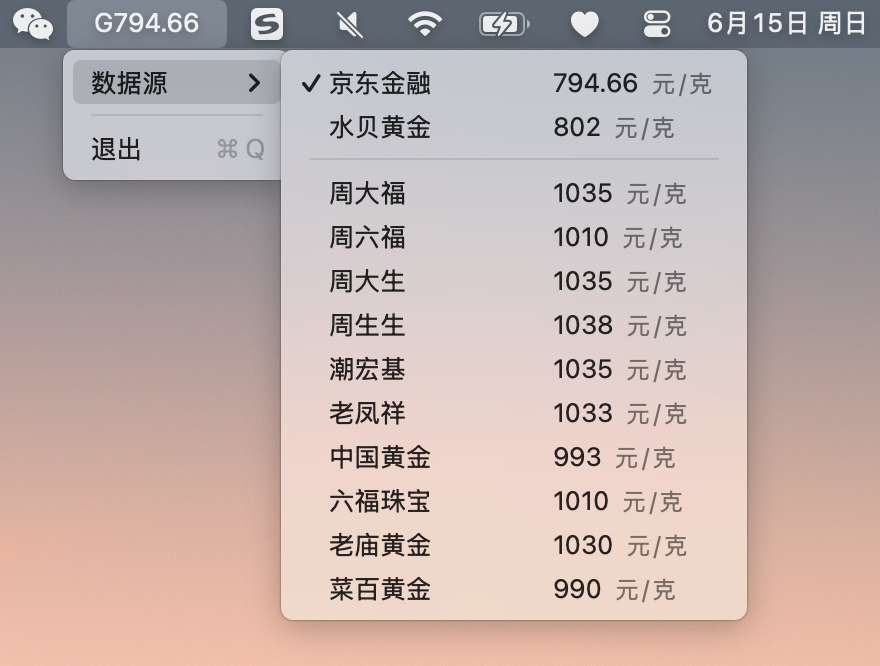 G794.66 S 6月15日 周日
数据源
退出 ⌘ Q
✓ 京东金融 794.66 元/克
水贝黄金 802 元/克
周大福 1035 元/克
周六福 1010 元/克
周大生 1035 元/克
周生生 1038 元/克
潮宏基 1035 元/克
老凤祥 1033 元/克
中国黄金 993 元/克
六福珠宝 1010 元/克
老庙黄金 1030 元/克
菜百黄金 990 元/克